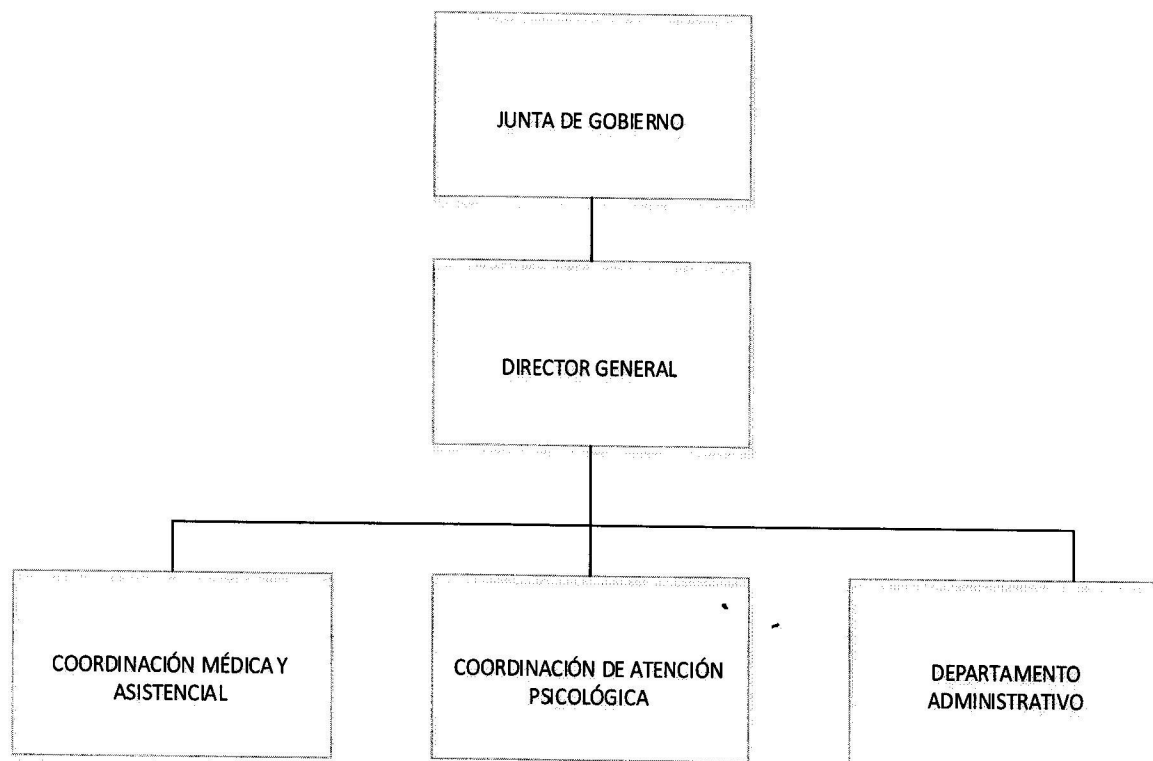 JUNTA DE GOBIERNO
DIRECTOR GENERAL
COORDINACIÓN MÉDICA Y
ASISTENCIAL
COORDINACIÓN DE ATENCIÓN
PSICOLÓGICA
DEPARTAMENTO
ADMINISTRATIVO